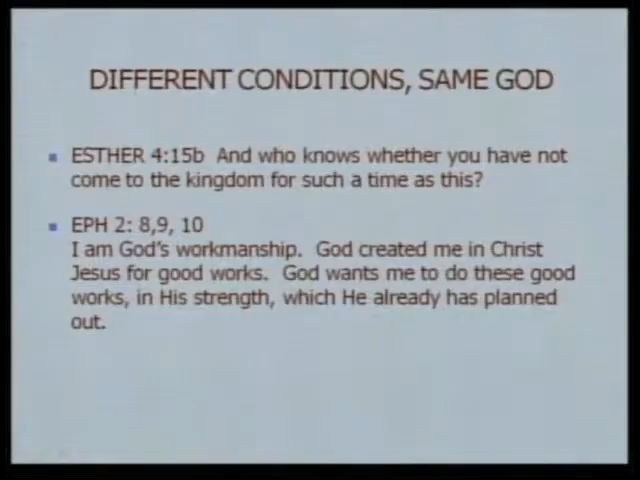 DIFFERENT CONDITIONS, SAME GOD
ESTHER 4:15b And who knows whether you have not
come to the kingdom for such a time as this?
EPH 2: 8,9, 10
I am God's workmanship. God created me in Christ
Jesus for good works. God wants me to do these good
works, in His strength, which He already has planned
out.